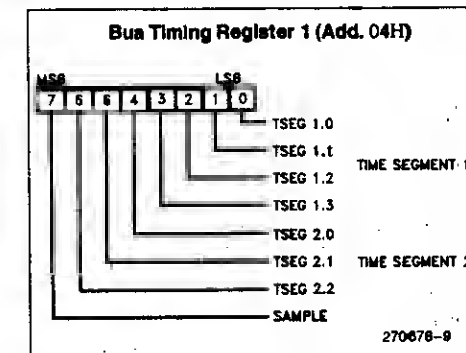 Bua Timing Register 1 (Add. 04H)
MSB LSB
7 6 6 4 3 2 1 0
TSEG 1.0
TSEG 1.1
TSEG 1.2
TIME SEGMENT 1
TSEG 1.3
TSEG 2.0
TSEG 2.1 TIME SEGMENT 2
TSEG 2.2
SAMPLE
270676-9